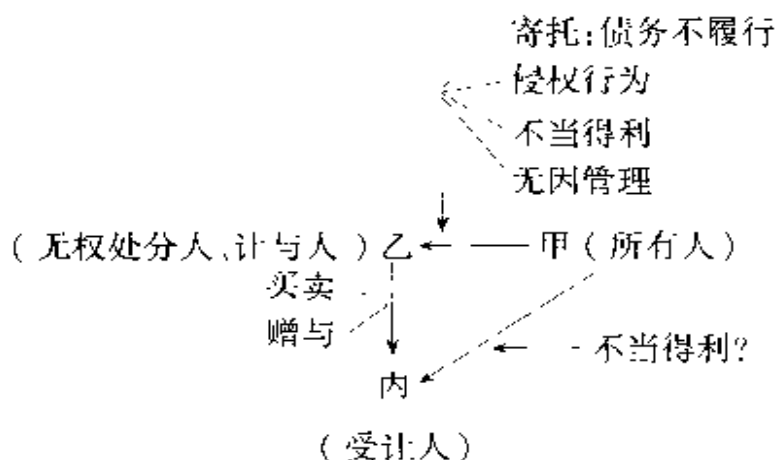 寄托:债务不履行
侵权行为
不当得利
无因管理
(无权处分人、让与人)乙 甲(所有人)
买卖
赠与
不当得利?
丙
(受让人)